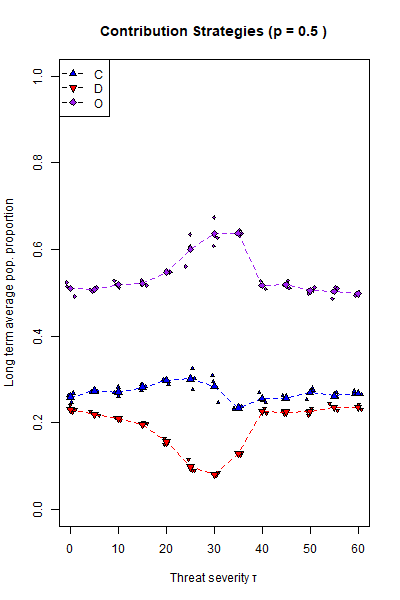 Contribution Strategies (p = 0.5 )
C
D
O
1.0
0.8
0.6
0.4
0.2
0.0
Long term average pop. proportion
0 10 20 30 40 50 60
Threat severity τ